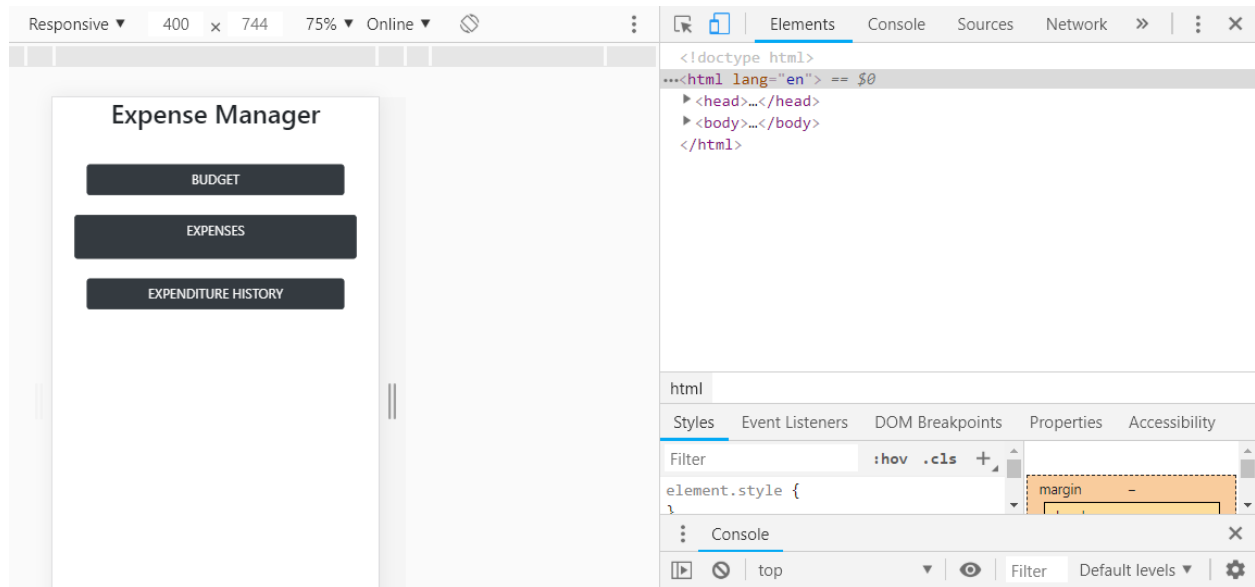 Responsive ▼ 400 × 744 75% ▼ Online ▼
Expense Manager
BUDGET
EXPENSES
EXPENDITURE HISTORY
Elements Console Sources Network »
<!doctype html>
•••<html lang="en"> == $0
▶<head>…</head>
▶<body>…</body>
</html>
html
Styles Event Listeners DOM Breakpoints Properties Accessibility
Filter :hov .cls +
element.style {
}
margin –
Console
top ▼ Filter Default levels ▼